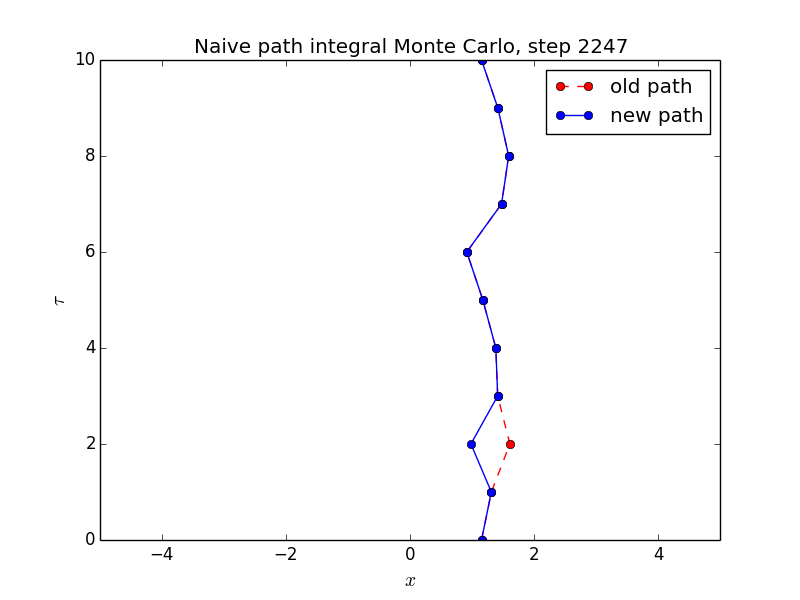 Naive path integral Monte Carlo, step 2247
old path
new path
10
8
6
4
2
0
τ
−4 −2 0 2 4
x